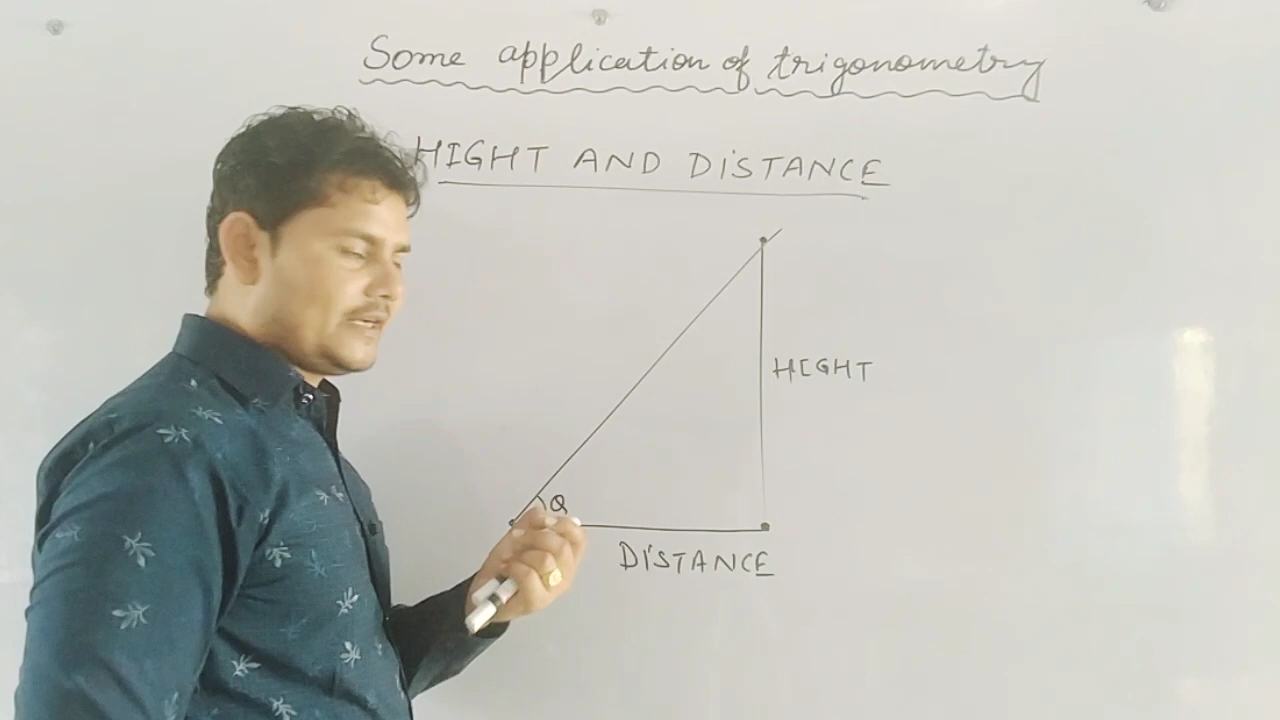 Some application of trigonometry
HIGHT AND DISTANCE
HIGHT
θ
DISTANCE